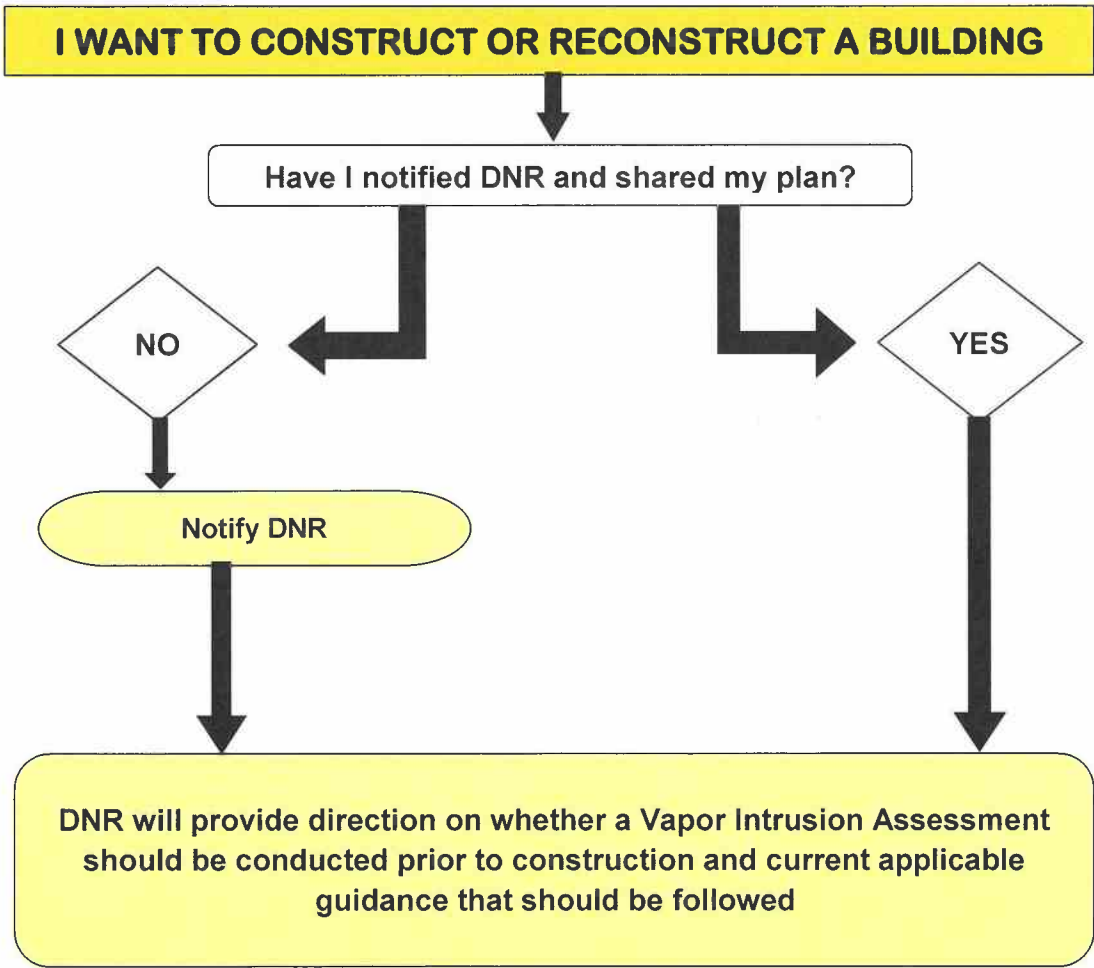 I WANT TO CONSTRUCT OR RECONSTRUCT A BUILDING
Have I notified DNR and shared my plan?
NO
YES
Notify DNR
DNR will provide direction on whether a Vapor Intrusion Assessment
should be conducted prior to construction and current applicable
guidance that should be followed